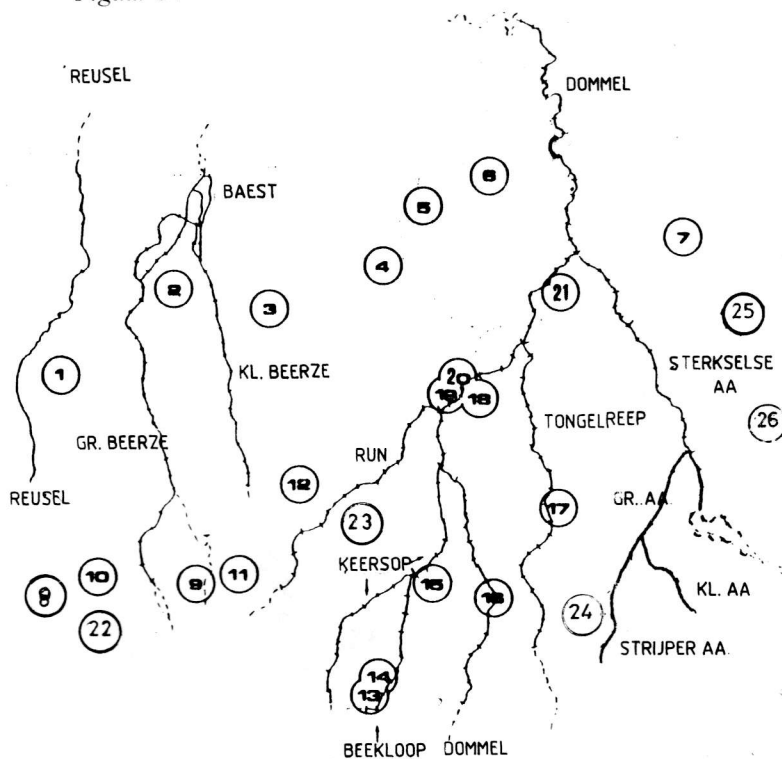 REUSEL
DOMMEL
BAEST
6
5
7
4
2
21
3
25
1
20
STERKSELSE
AA
KL. BEERZE
19
18
26
TONGELREEP
GR. BEERZE
RUN
12
REUSEL
17
GR. AA.
23
KEERSOP
10
9
11
15
8
16
KL. AA
22
24
STRIJPER AA.
14
13
BEEKLOOP
DOMMEL